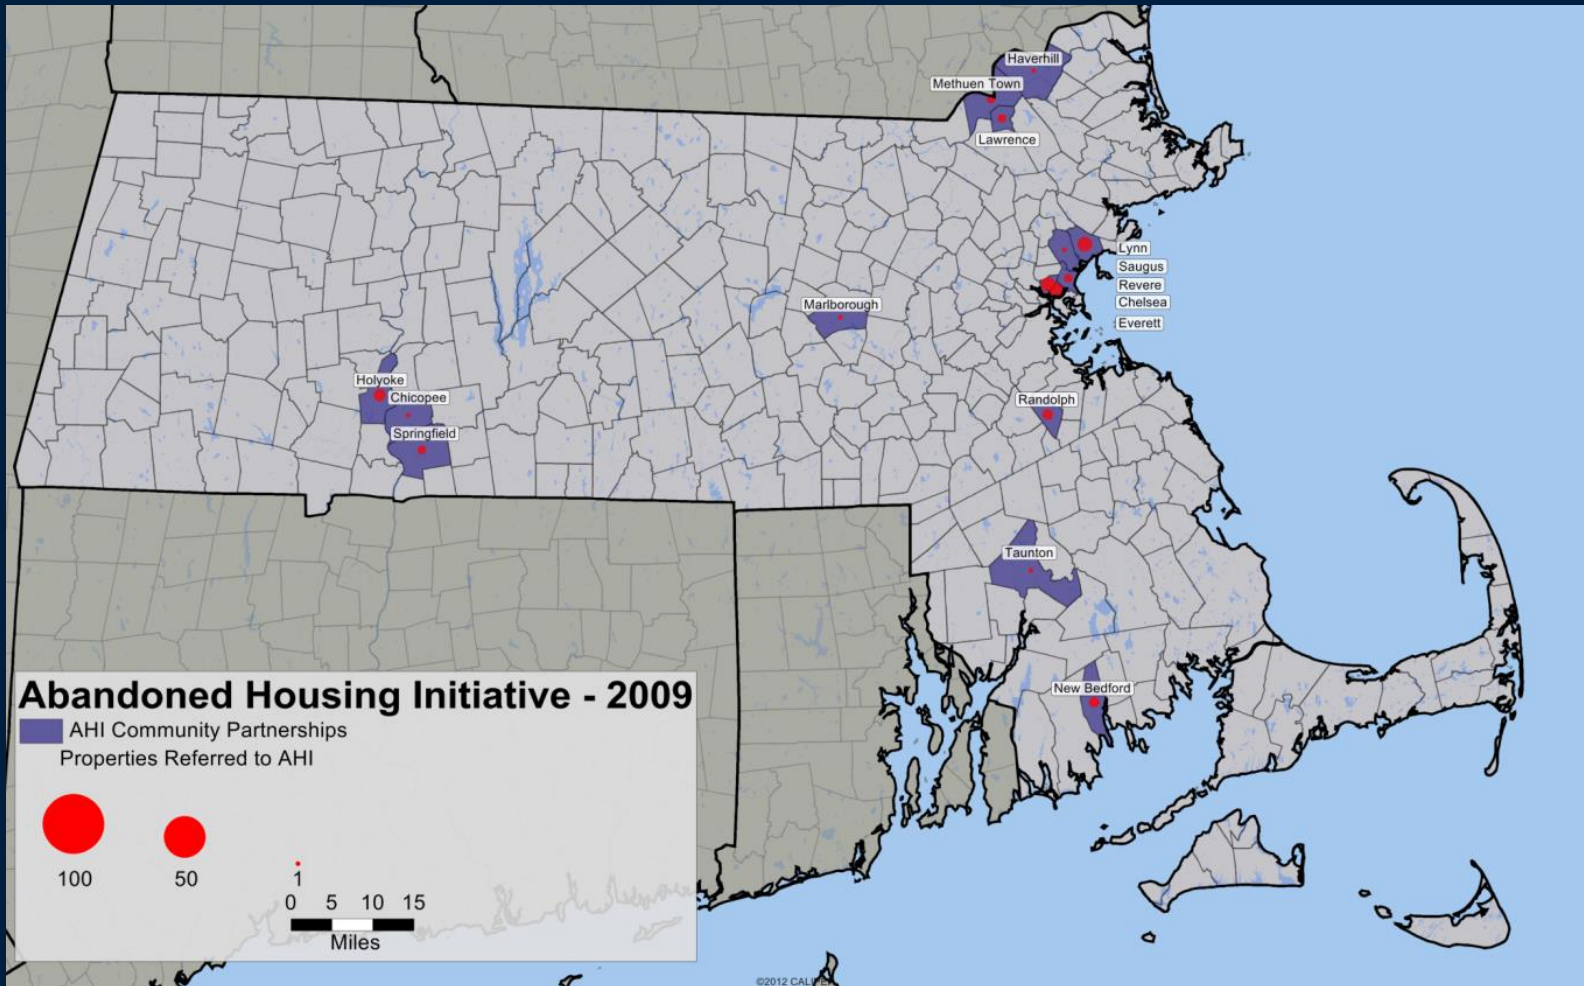 Haverhill
Methuen Town
Lawrence
Lynn
Saugus
Revere
Chelsea
Everett
Marlborough
Holyoke
Chicopee
Springfield
Randolph
Taunton
New Bedford
Abandoned Housing Initiative - 2009
AHI Community Partnerships
Properties Referred to AHI
100 50 1
0 5 10 15
Miles
©2012